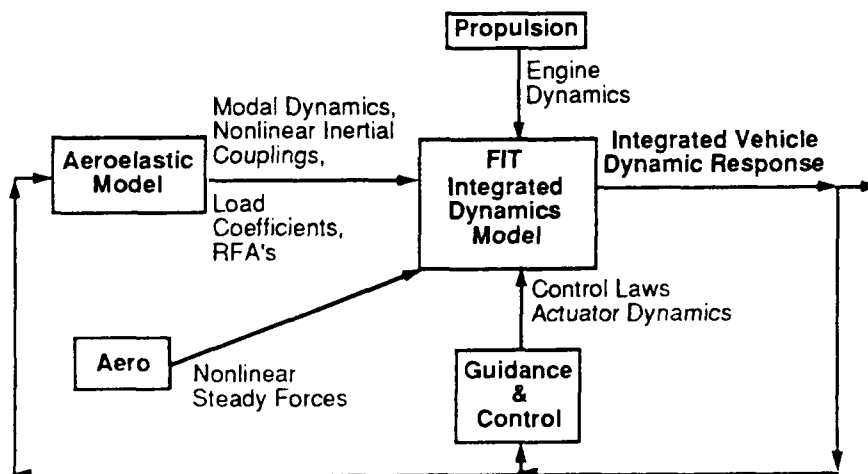 Propulsion
Engine
Dynamics
Modal Dynamics,
Nonlinear Inertial
Couplings,
Aeroelastic
Model
Load
Coefficients,
RFA's
FIT
Integrated
Dynamics
Model
Integrated Vehicle
Dynamic Response
Control Laws
Actuator Dynamics
Aero
Nonlinear
Steady Forces
Guidance
&
Control